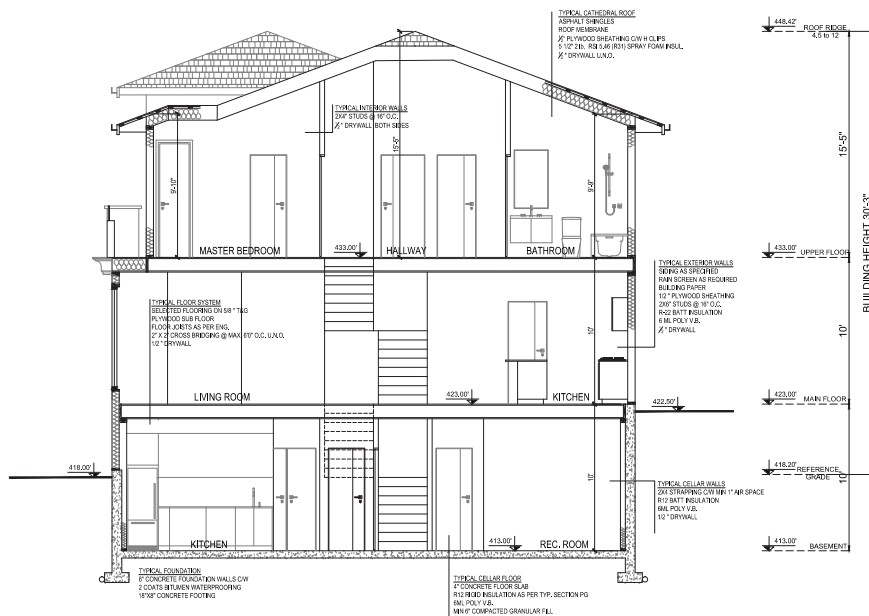 TYPICAL CATHEDRAL ROOF
ASPHALT SHINGLES
ROOF MEMBRANE
½" PLYWOOD SHEATHING C/W H CLIPS
5 1/2" 2 lb. RSI 5.46 (R31) SPRAY FOAM INSUL.
½" DRYWALL U.N.O.
448.42'
ROOF RIDGE
4.5 to 12
TYPICAL INTERIOR WALLS
2X4" STUDS @ 16" O.C.
½" DRYWALL BOTH SIDES
15'-5"
9'-10"
9'-9"
15'-5"
BUILDING HEIGHT 30'-3"
MASTER BEDROOM
433.00'
HALLWAY
BATHROOM
433.00'
UPPER FLOOR
TYPICAL EXTERIOR WALLS
SIDING AS SPECIFIED
RAIN SCREEN AS REQUIRED
BUILDING PAPER
1/2" PLYWOOD SHEATHING
2X6" STUDS @ 16" O.C.
R-22 BATT INSULATION
6 ML POLY V.B.
½" DRYWALL
TYPICAL FLOOR SYSTEM
SELECTED FLOORING ON 5/8" T&G
PLYWOOD SUB FLOOR
FLOOR JOISTS AS PER ENG.
2" X 2" CROSS BRIDGING @ MAX 6'0" O.C. U.N.O.
1/2" DRYWALL
10'
10'
LIVING ROOM
423.00'
KITCHEN
422.50'
423.00'
MAIN FLOOR
418.00'
418.20'
REFERENCE
GRADE
10'
10'
TYPICAL CELLAR WALLS
2X4 STRAPPING C/W MIN 1" AIR SPACE
R12 BATT INSULATION
6ML POLY V.B.
1/2" DRYWALL
KITCHEN
413.00'
REC. ROOM
413.00'
BASEMENT
TYPICAL FOUNDATION
8" CONCRETE FOUNDATION WALLS C/W
2 COATS BITUMEN WATERPROOFING
18"X8" CONCRETE FOOTING
TYPICAL CELLAR FLOOR
4" CONCRETE FLOOR SLAB
R12 RIGID INSULATION AS PER TYP. SECTION PG
6ML POLY V.B.
MIN 6" COMPACTED GRANULAR FILL